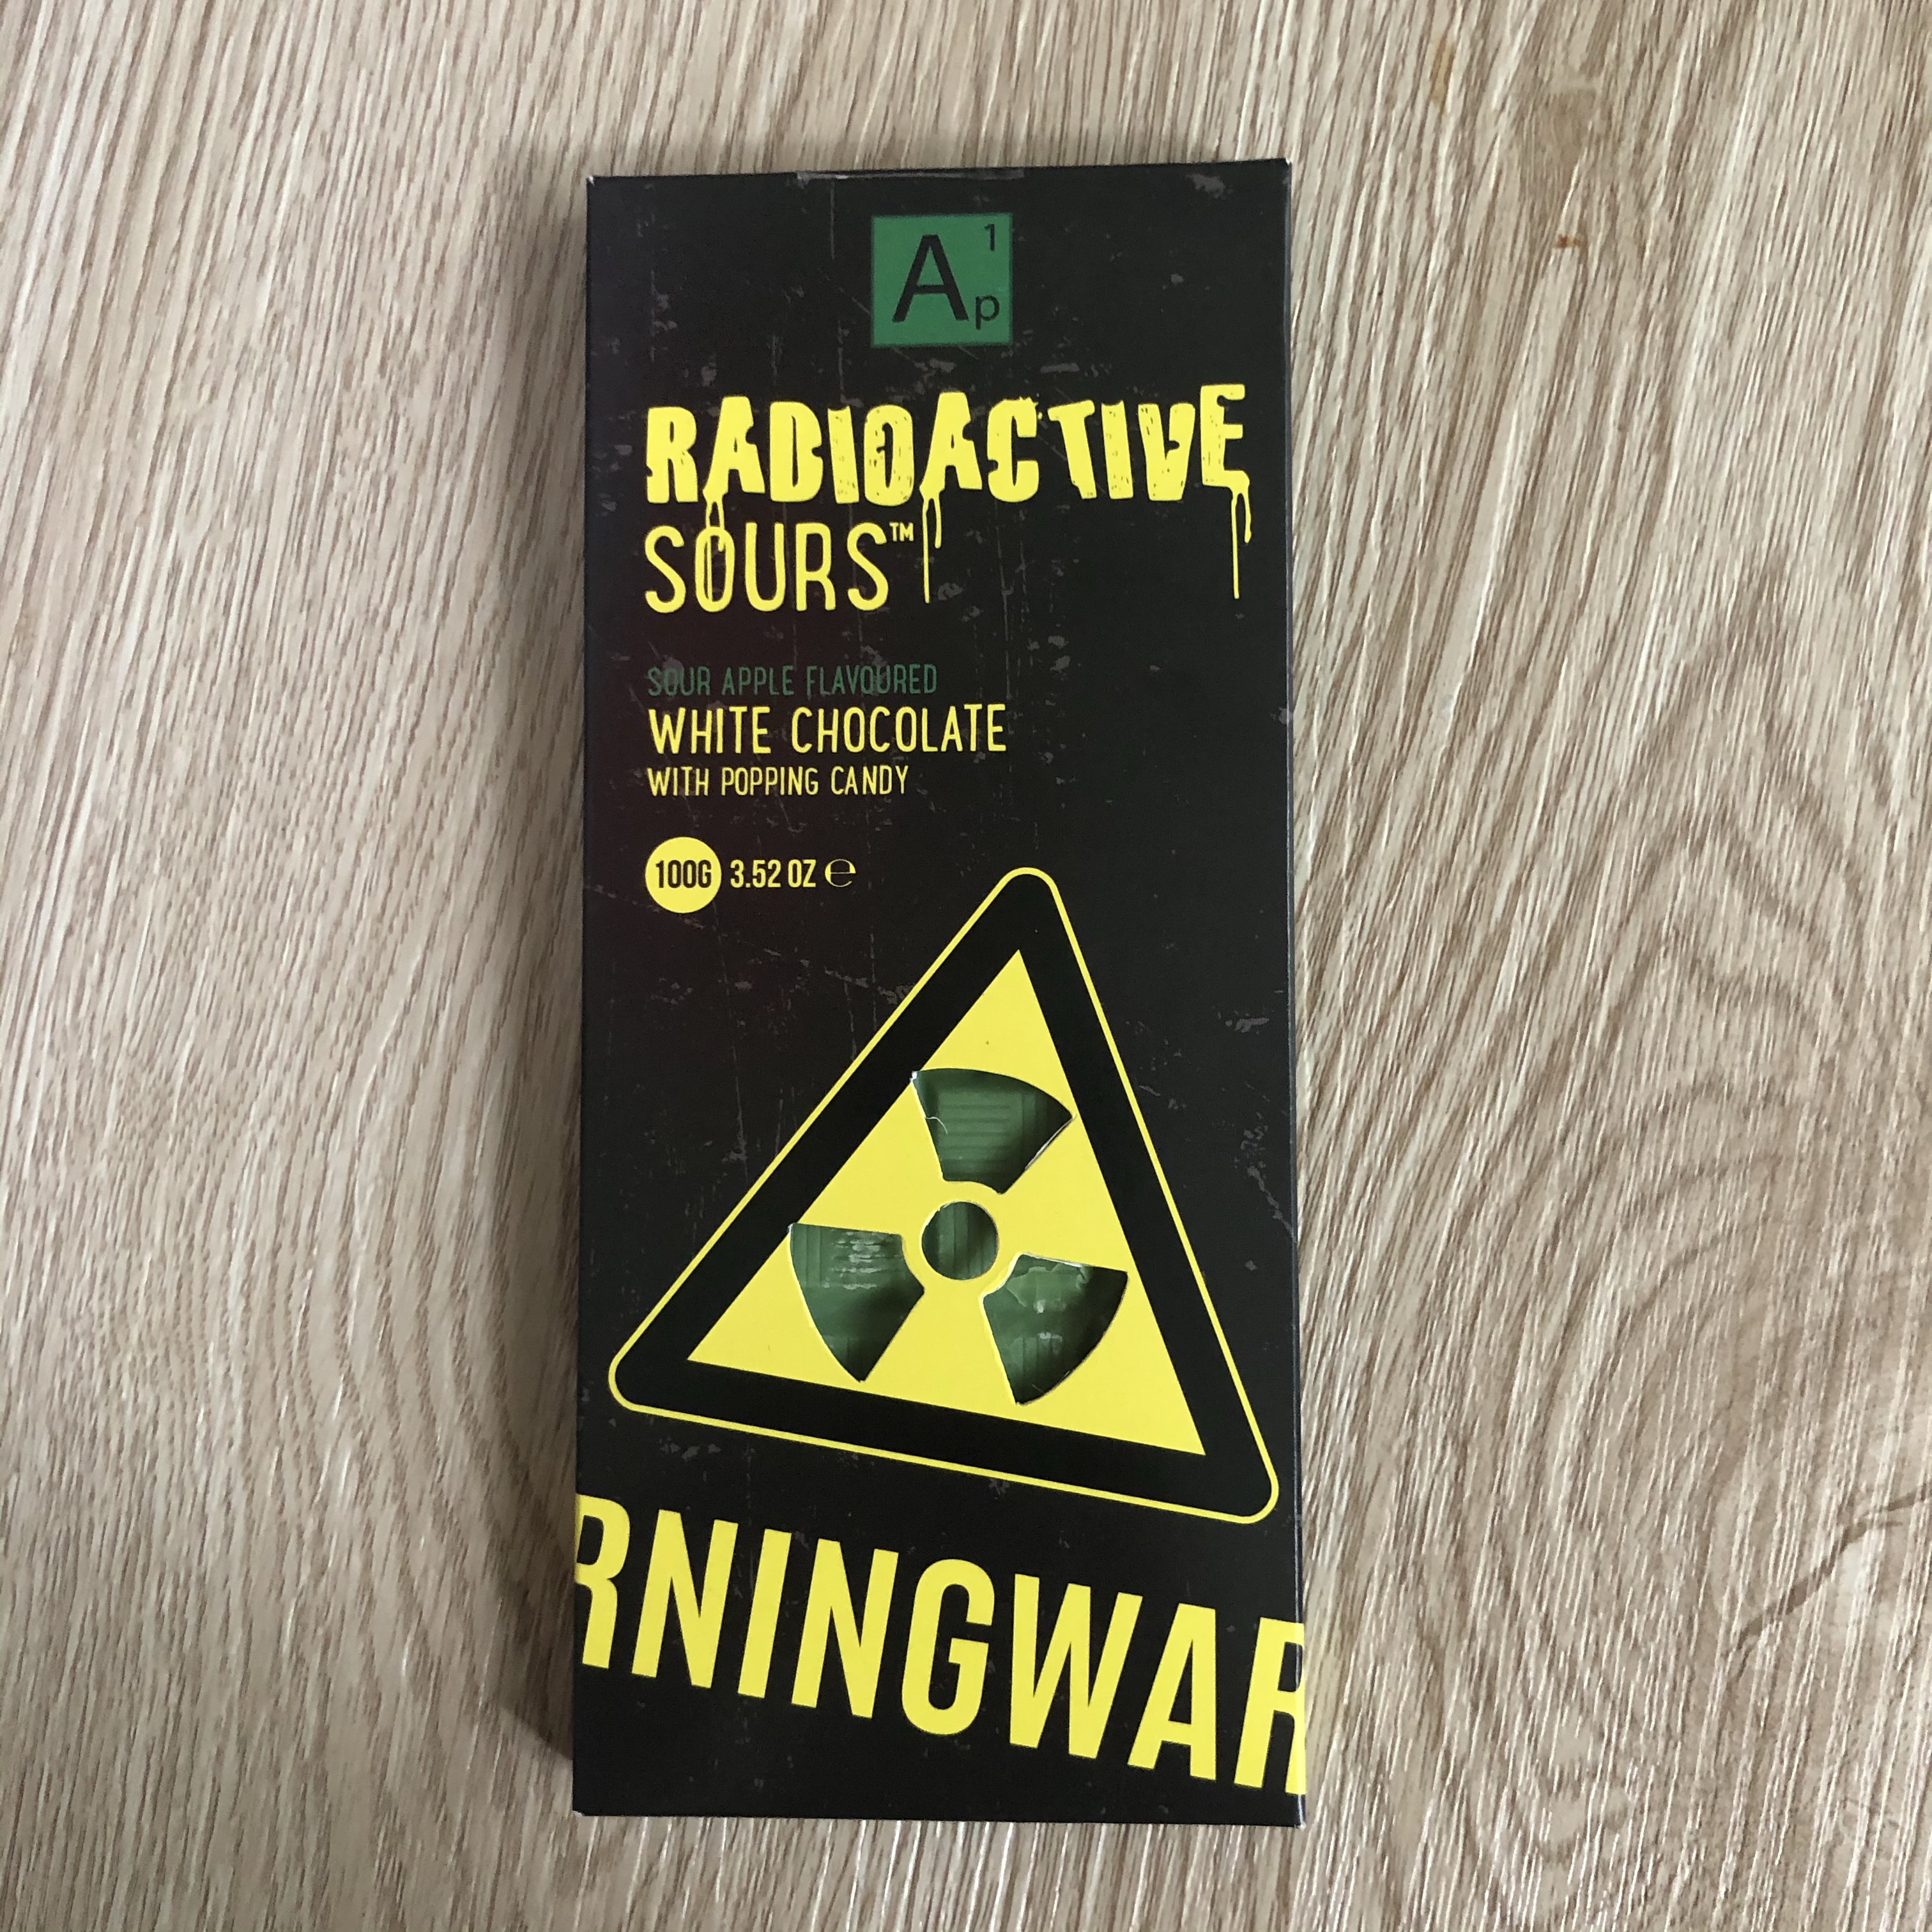 A 1
p
RADIOACTIVE
SOURS™
SOUR APPLE FLAVOURED
WHITE CHOCOLATE
WITH POPPING CANDY
100G 3.52 OZ ℮
RNINGWAR